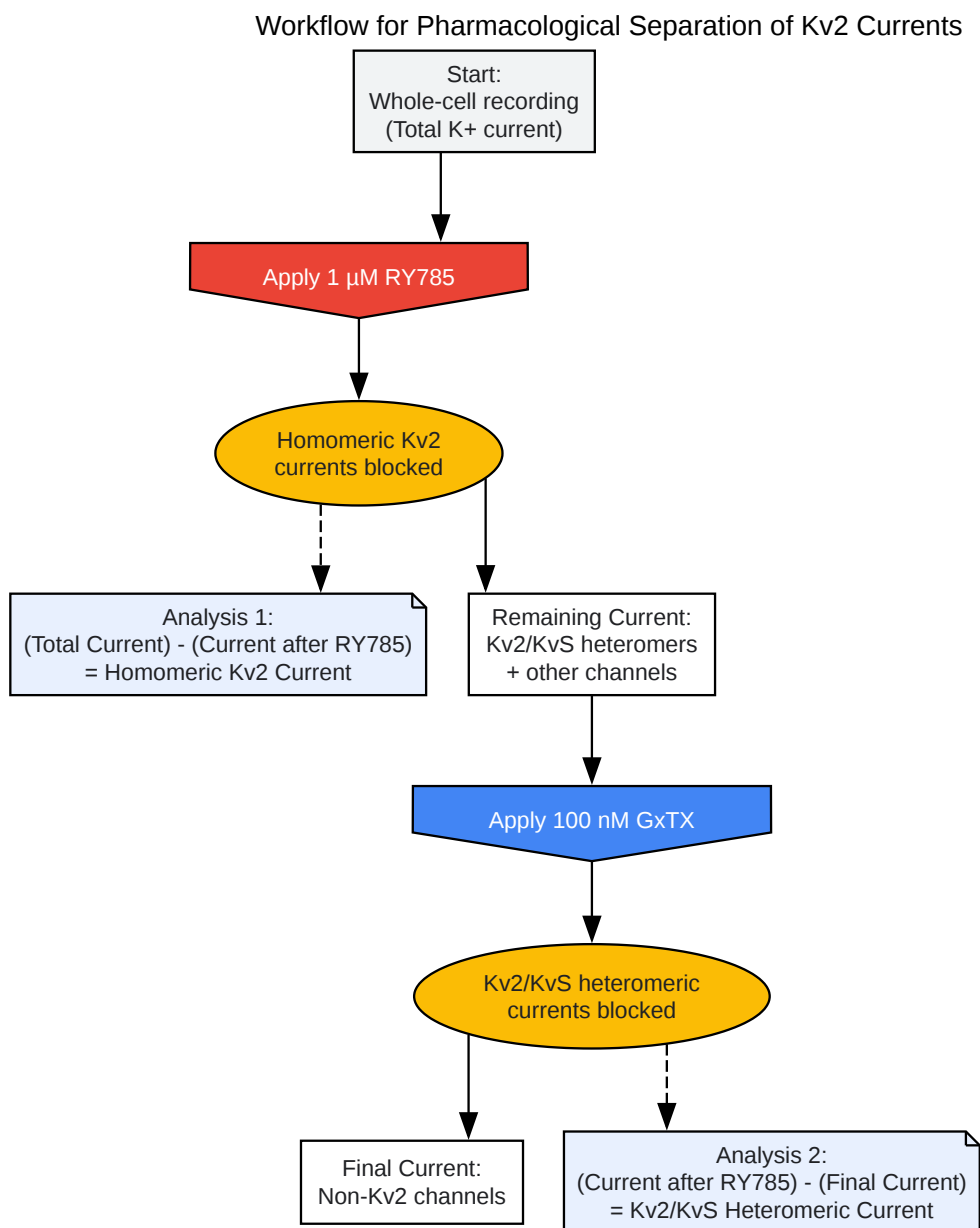 Workflow for Pharmacological Separation of Kv2 Currents
Start:
Whole-cell recording
(Total K+ current)
Apply 1 µM RY785
Homomeric Kv2
currents blocked
Analysis 1:
(Total Current) - (Current after RY785)
= Homomeric Kv2 Current
Remaining Current:
Kv2/KvS heteromers
+ other channels
Apply 100 nM GxTX
Kv2/KvS heteromeric
currents blocked
Final Current:
Non-Kv2 channels
Analysis 2:
(Current after RY785) - (Final Current)
= Kv2/KvS Heteromeric Current